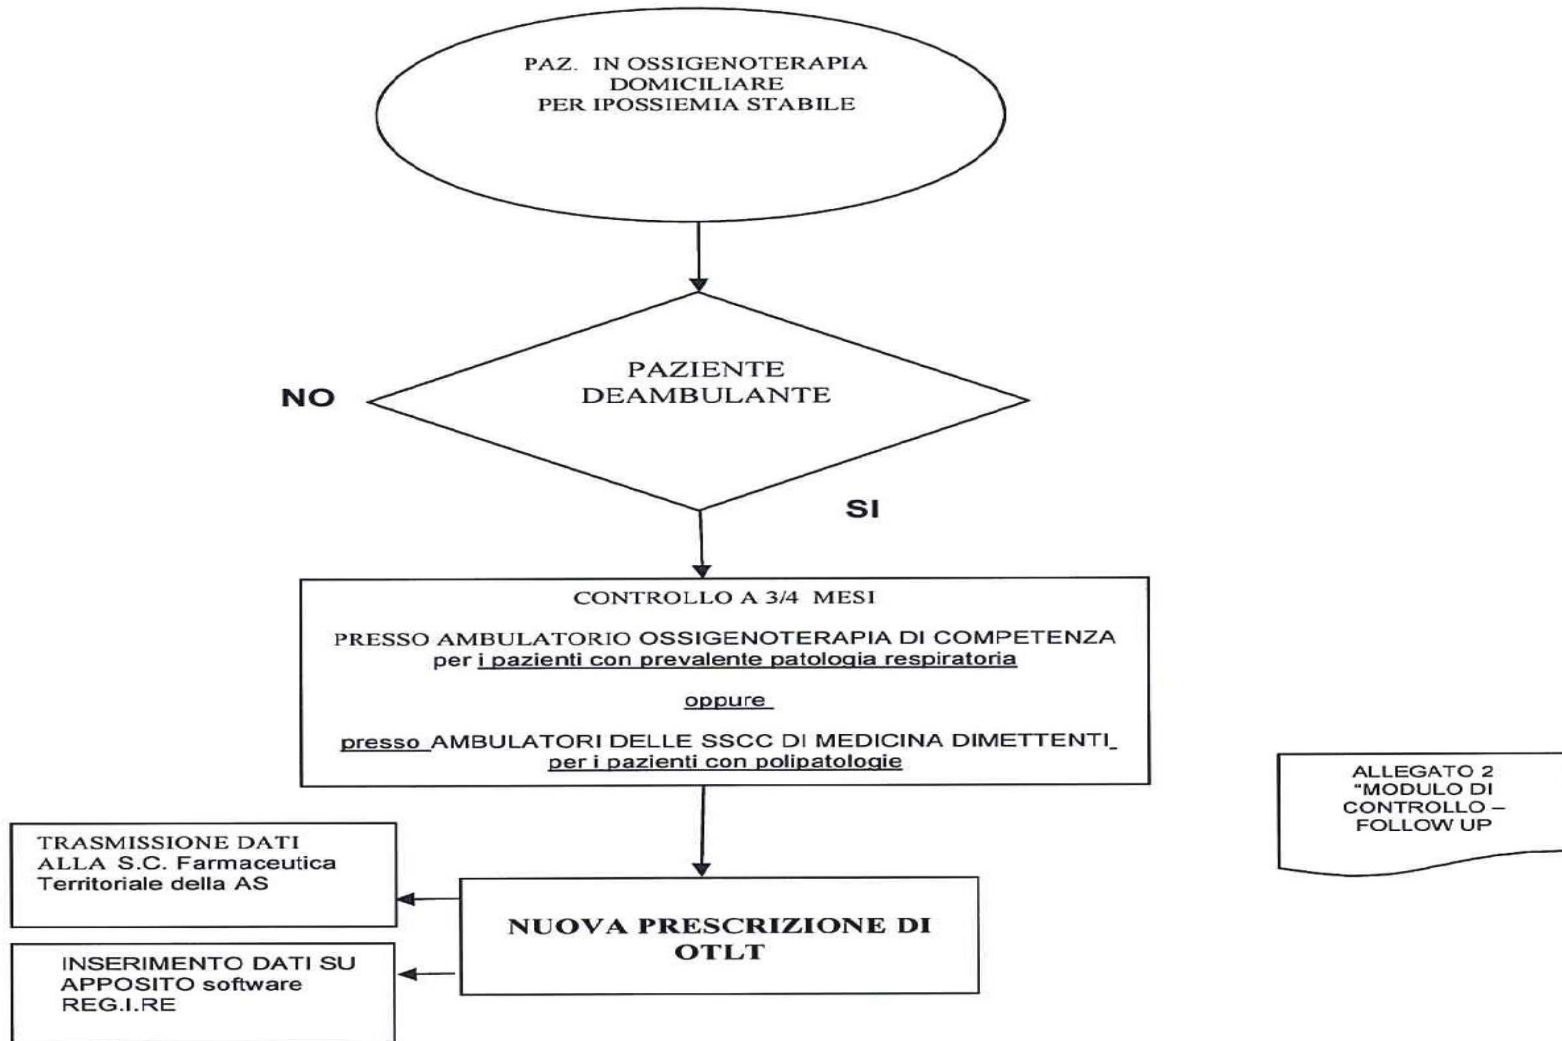 PAZ. IN OSSIGENOTERAPIA
DOMICILIARE
PER IPOSSIEMIA STABILE
PAZIENTE
DEAMBULANTE
NO
SI
CONTROLLO A 3/4 MESI
PRESSO AMBULATORIO OSSIGENOTERAPIA DI COMPETENZA
per i pazienti con prevalente patologia respiratoria
oppure
presso AMBULATORI DELLE SSCC DI MEDICINA DIMETTENTI
per i pazienti con polipatologie
ALLEGATO 2
"MODULO DI
CONTROLLO –
FOLLOW UP
TRASMISSIONE DATI
ALLA S.C. Farmaceutica
Territoriale della AS
NUOVA PRESCRIZIONE DI
OTLT
INSERIMENTO DATI SU
APPOSITO software
REG.I.RE